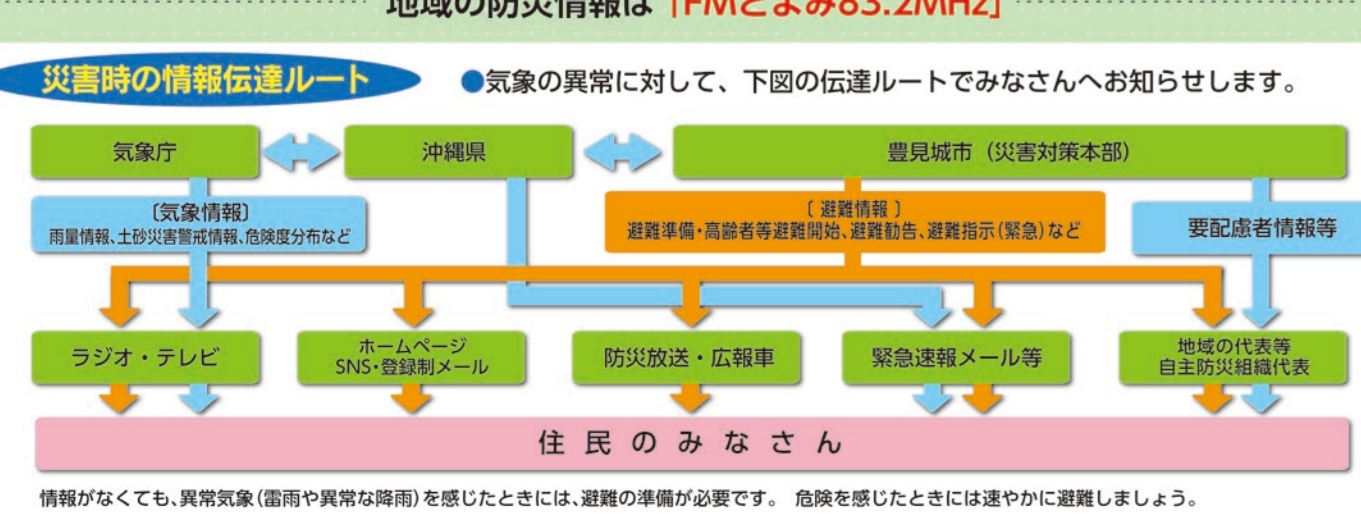 地域の防災情報は「FMとよみ83.2MHz」
災害時の情報伝達ルート
●気象の異常に対して、下図の伝達ルートでみなさんへお知らせします。
気象庁
沖縄県
豊見城市（災害対策本部）
〔気象情報〕
雨量情報、土砂災害警戒情報、危険度分布など
〔 避難情報 〕
避難準備・高齢者等避難開始、避難勧告、避難指示（緊急）など
要配慮者情報等
ラジオ・テレビ
ホームページ
SNS・登録制メール
防災放送・広報車
緊急速報メール等
地域の代表等
自主防災組織代表
住民のみなさん
情報がなくても、異常気象（雷雨や異常な降雨）を感じたときには、避難の準備が必要です。 危険を感じたときには速やかに避難しましょう。